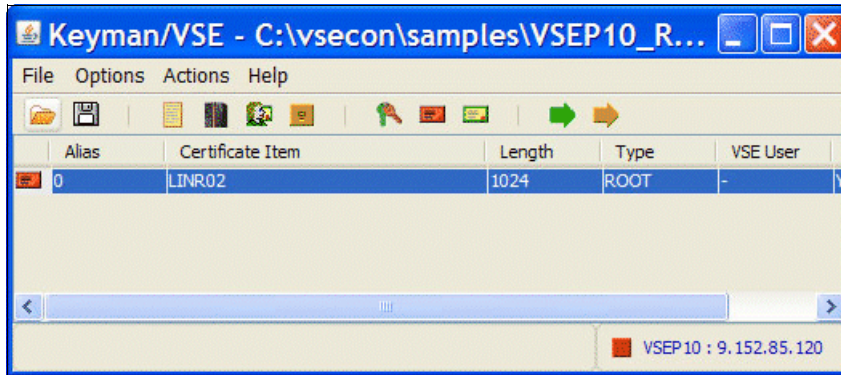 Keyman/VSE - C:\vsecon\samples\VSEP10_R...
File Options Actions Help
Alias Certificate Item Length Type VSE User
0 LINR02 1024 ROOT -
VSEP10 : 9.152.85.120